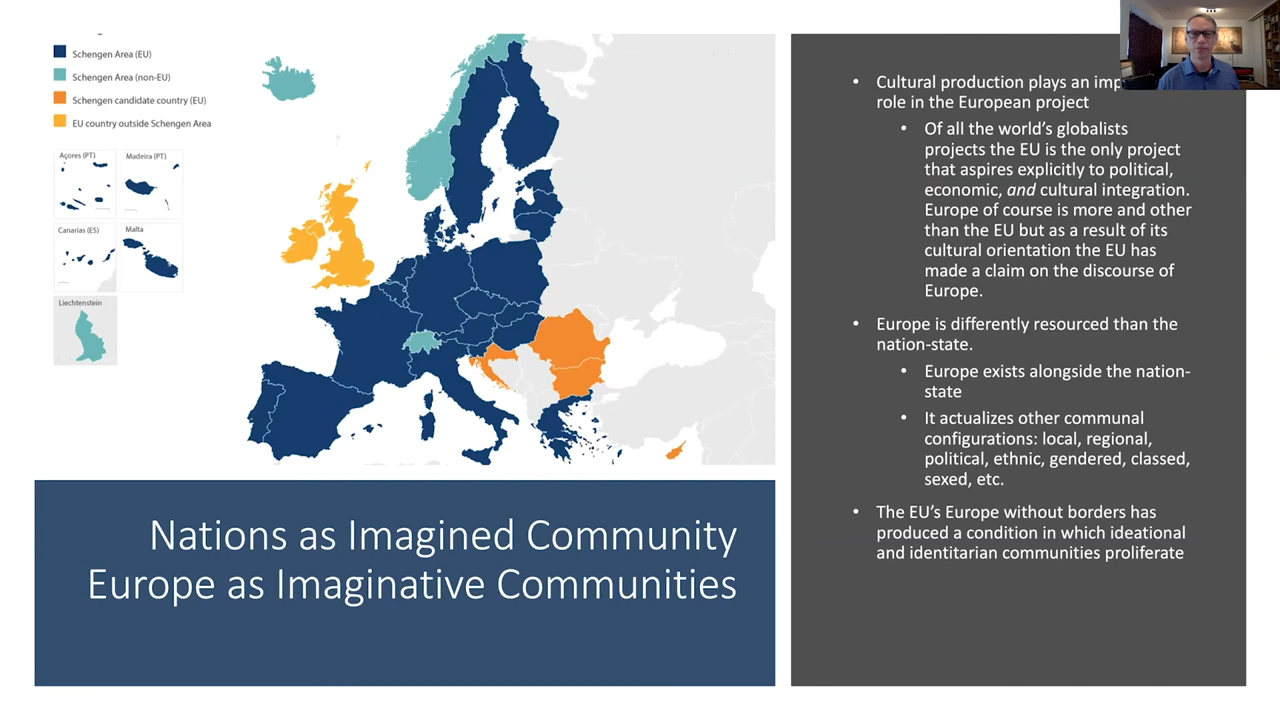 Schengen Area (EU)
Schengen Area (non-EU)
Schengen candidate country (EU)
EU country outside Schengen Area
Açores (PT)
Madeira (PT)
Canarias (ES)
Malta
Liechtenstein
Nations as Imagined Community
Europe as Imaginative Communities
• Cultural production plays an imp
role in the European project
• Of all the world’s globalists
projects the EU is the only project
that aspires explicitly to political,
economic, and cultural integration.
Europe of course is more and other
than the EU but as a result of its
cultural orientation the EU has
made a claim on the discourse of
Europe.
• Europe is differently resourced than the
nation-state.
• Europe exists alongside the nation-
state
• It actualizes other communal
configurations: local, regional,
political, ethnic, gendered, classed,
sexed, etc.
• The EU’s Europe without borders has
produced a condition in which ideational
and identitarian communities proliferate